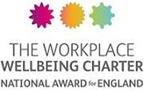 THE WORKPLACE
WELLBEING CHARTER
NATIONAL AWARD for ENGLAND